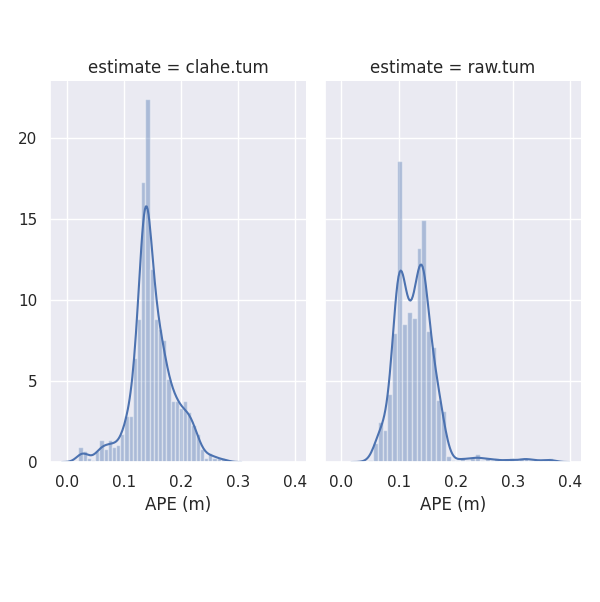 estimate = clahe.tum
estimate = raw.tum
20
15
10
5
0
0.0 0.1 0.2 0.3 0.4
0.0 0.1 0.2 0.3 0.4
APE (m)
APE (m)